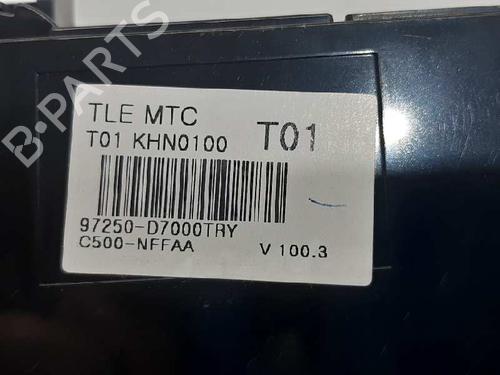 TLE MTC
T01 KHN0100 T01
97250-D7000TRY
C500-NFFAA V 100.3
B-PARTS